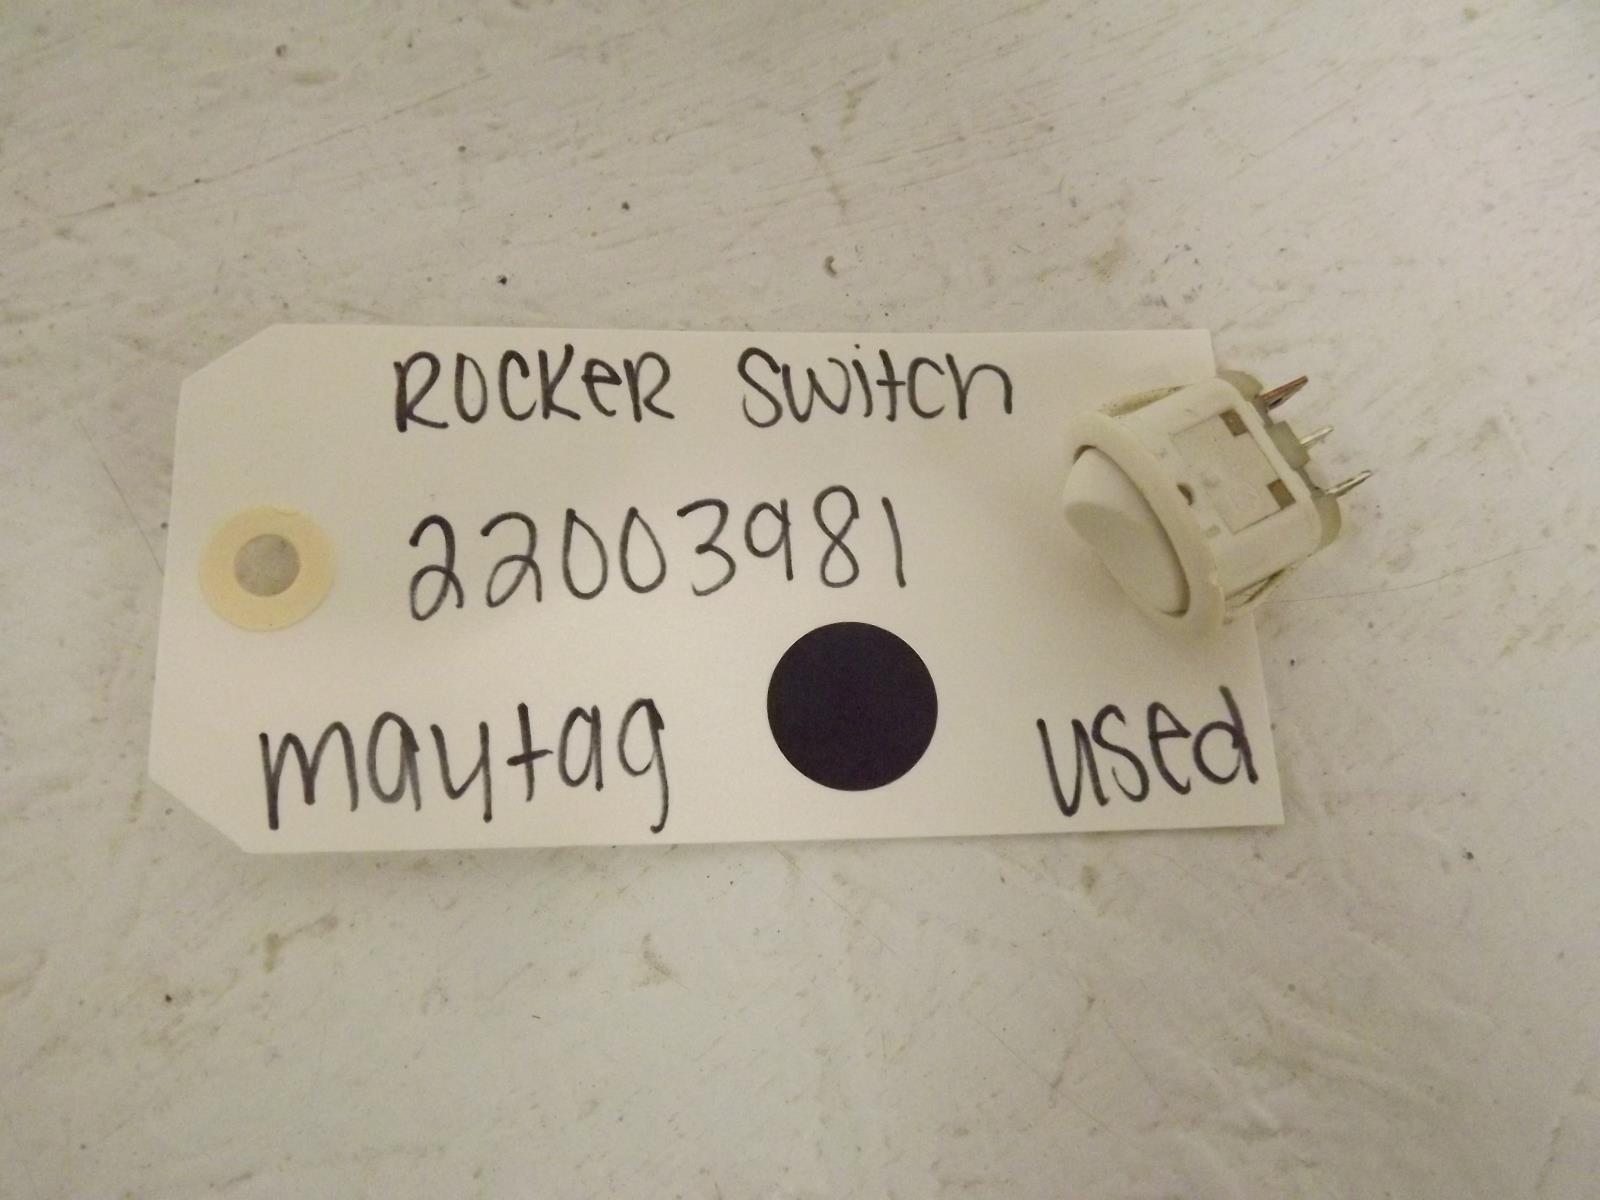 ROCKeR Switch
22003981
maytag used